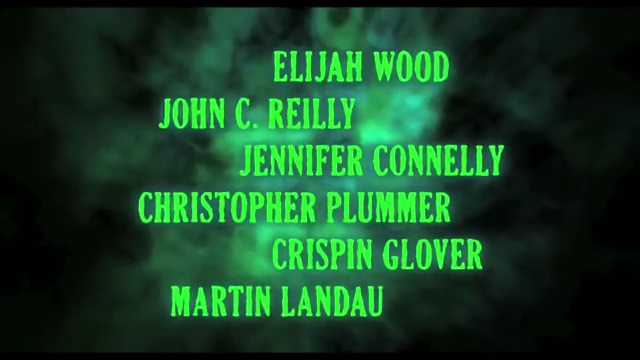 ELIJAH WOOD
JOHN C. REILLY
JENNIFER CONNELLY
CHRISTOPHER PLUMMER
CRISPIN GLOVER
MARTIN LANDAU